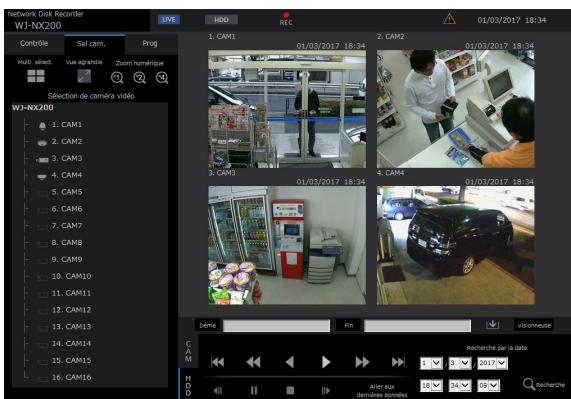 Network Disk Recorder
WJ-NX200
LIVE
HDD
REC
01/03/2017 18:34
Contrôle
Sel cam.
Prog
Multi. sélect.
Vue agrandie
Zoom numérique
x1
x2
x4
Sélection de caméra vidéo
WJ-NX200
1. CAM1
2. CAM2
3. CAM3
4. CAM4
5. CAM5
6. CAM6
7. CAM7
8. CAM8
9. CAM9
10. CAM10
11. CAM11
12. CAM12
13. CAM13
14. CAM14
15. CAM15
16. CAM16
1. CAM1
01/03/2017 18:34
2. CAM2
01/03/2017 18:34
3. CAM3
01/03/2017 18:34
4. CAM4
01/03/2017 18:34
Déma
Fin
Visionneuse
CAM
HDD
Aller aux
dernières données
Recherche par la date
1 / 3 / 2017
18 : 34 : 09
Recherche